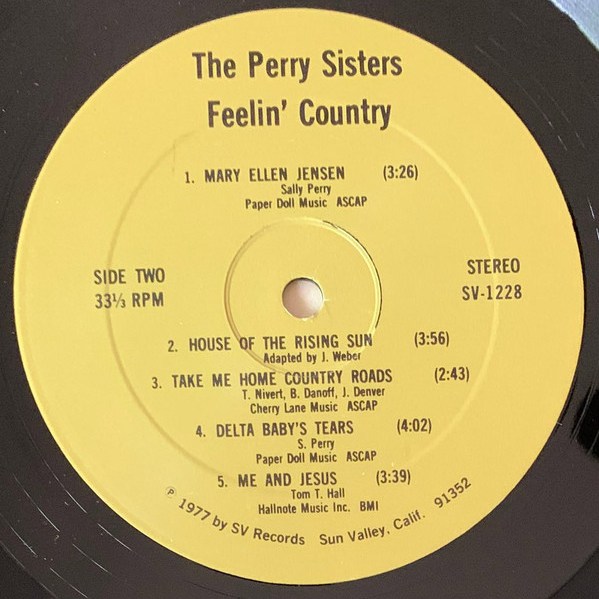 The Perry Sisters
Feelin' Country
1. MARY ELLEN JENSEN (3:26)
Sally Perry
Paper Doll Music ASCAP
SIDE TWO
33⅓ RPM
STEREO
SV-1228
2. HOUSE OF THE RISING SUN (3:56)
Adapted by J. Weber
3. TAKE ME HOME COUNTRY ROADS (2:43)
T. Nivert, B. Danoff, J. Denver
Cherry Lane Music ASCAP
4. DELTA BABY'S TEARS (4:02)
S. Perry
Paper Doll Music ASCAP
5. ME AND JESUS (3:39)
Tom T. Hall
Hallnote Music Inc. BMI
℗ 1977 by SV Records Sun Valley, Calif. 91352